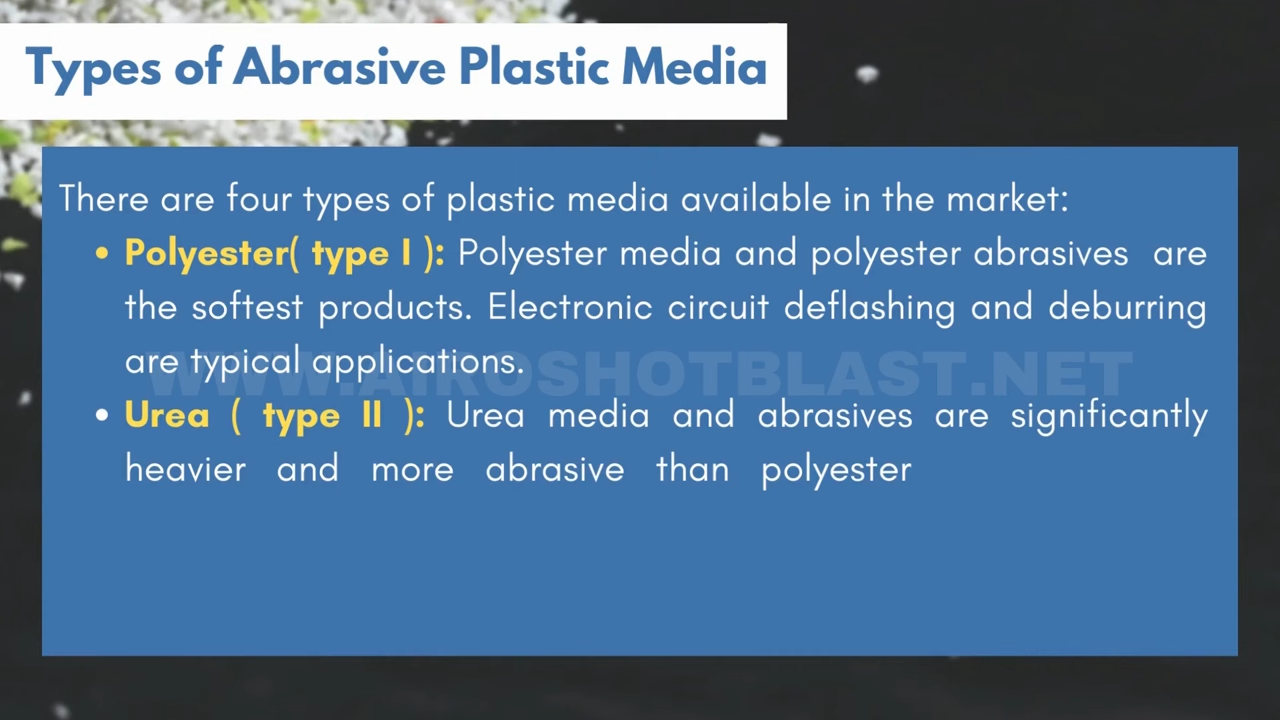 Types of Abrasive Plastic Media
There are four types of plastic media available in the market:
• Polyester( type I ): Polyester media and polyester abrasives are
the softest products. Electronic circuit deflashing and deburring
are typical applications.
WWW.AIROSHOTBLAST.NET
• Urea ( type II ): Urea media and abrasives are significantly
heavier and more abrasive than polyester